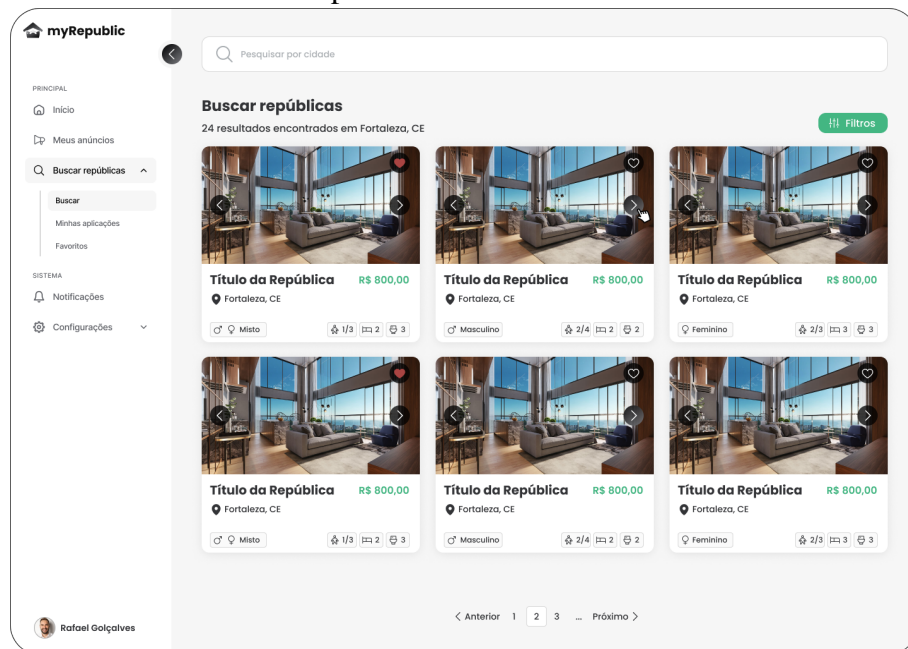 myRepublic
Pesquisar por cidade
PRINCIPAL
Início
Meus anúncios
Buscar repúblicas
Buscar
Minhas aplicações
Favoritos
SISTEMA
Notificações
Configurações
Rafael Golçalves
Buscar repúblicas
24 resultados encontrados em Fortaleza, CE
Filtros
Título da República R$ 800,00
Fortaleza, CE
Misto 1/3 2 3
Título da República R$ 800,00
Fortaleza, CE
Masculino 2/4 2 2
Título da República R$ 800,00
Fortaleza, CE
Feminino 2/3 3 3
Título da República R$ 800,00
Fortaleza, CE
Misto 1/3 2 3
Título da República R$ 800,00
Fortaleza, CE
Masculino 2/4 2 2
Título da República R$ 800,00
Fortaleza, CE
Feminino 2/3 3 3
Anterior 1 2 3 ... Próximo